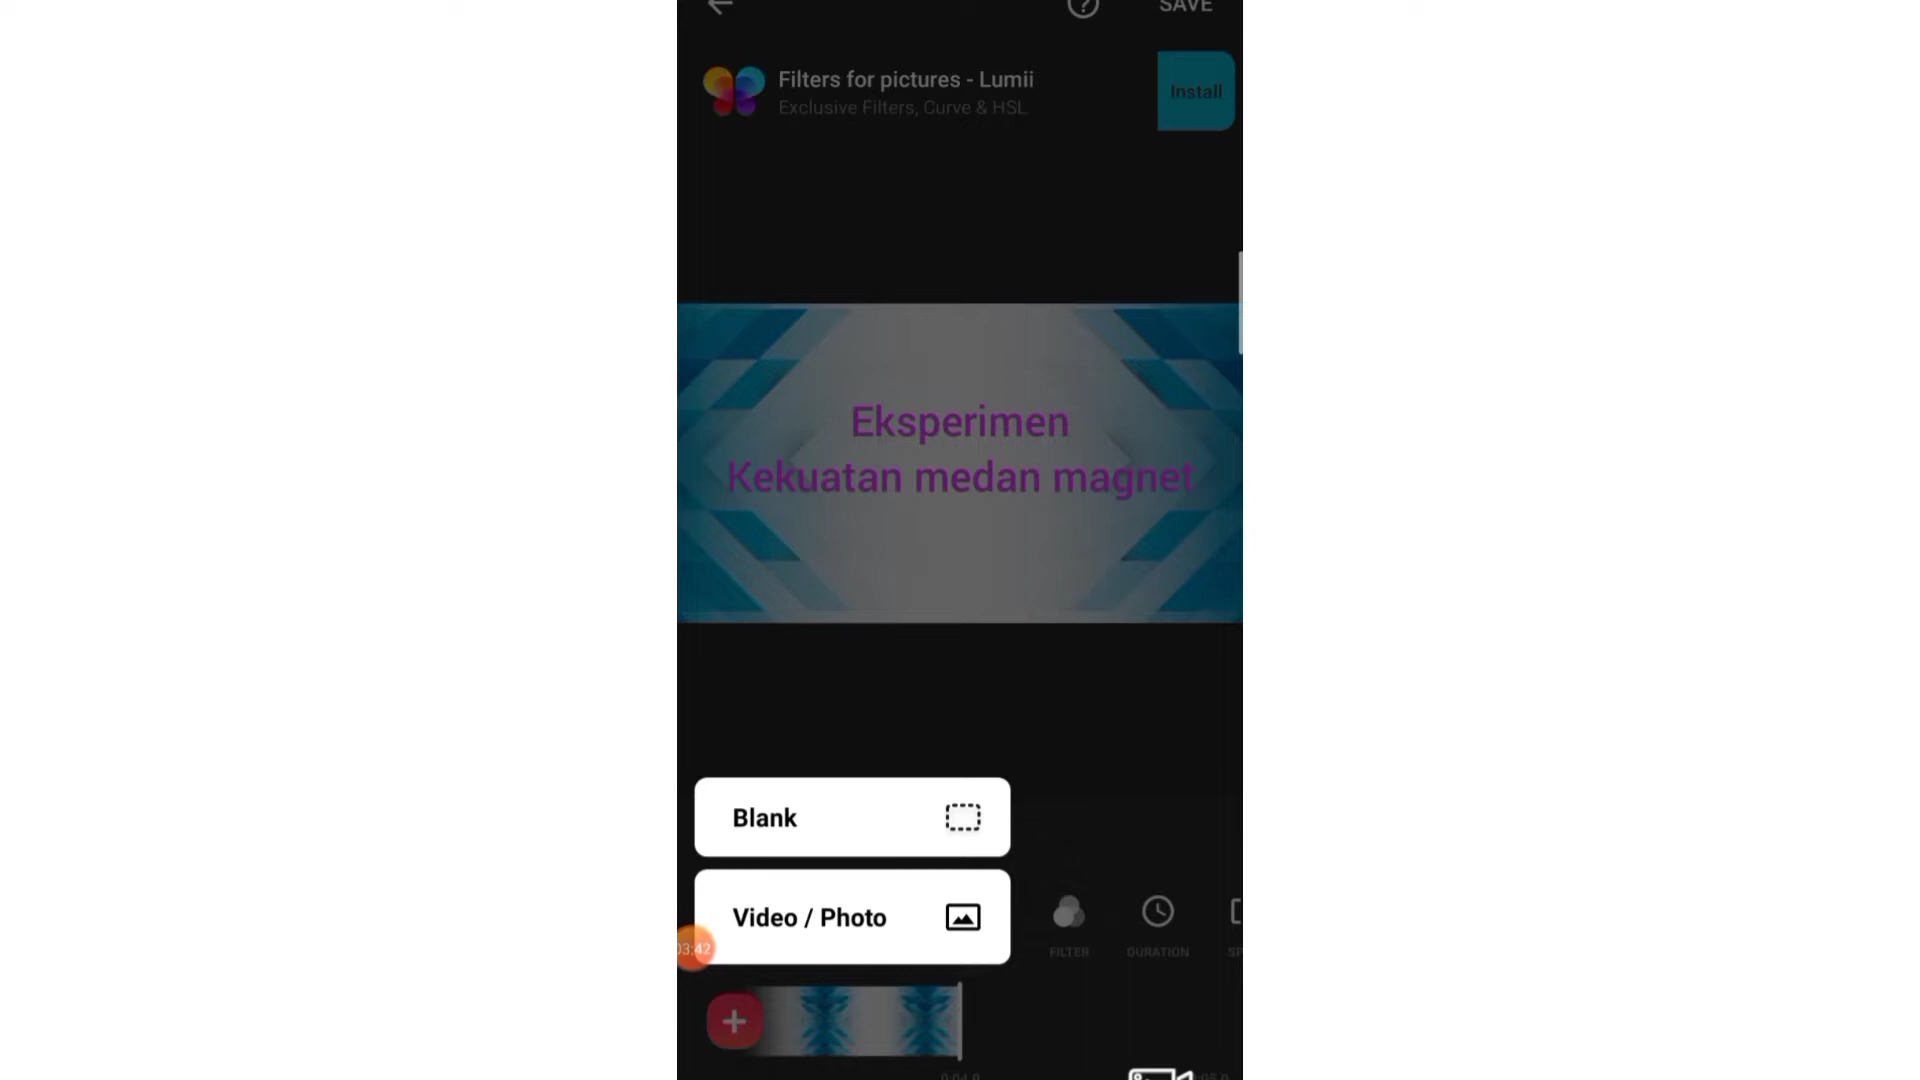 SAVE
Filters for pictures - Lumii
Exclusive Filters, Curve & HSL
Install
Eksperimen
Kekuatan medan magnet
Blank
Video / Photo
03:42
FILTER
DURATION
SP